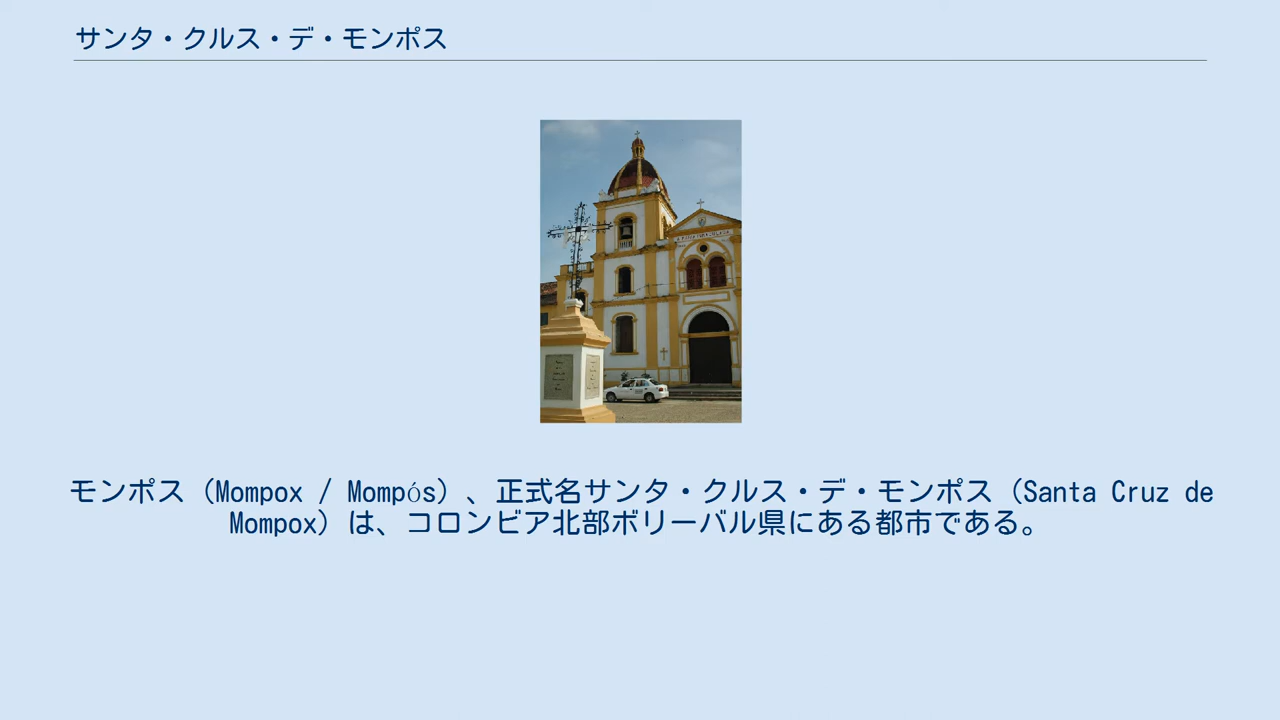 サンタ・クルス・デ・モンポス
モンポス（Mompox / Mompós）、正式名サンタ・クルス・デ・モンポス（Santa Cruz de
Mompox）は、コロンビア北部ボリーバル県にある都市である。